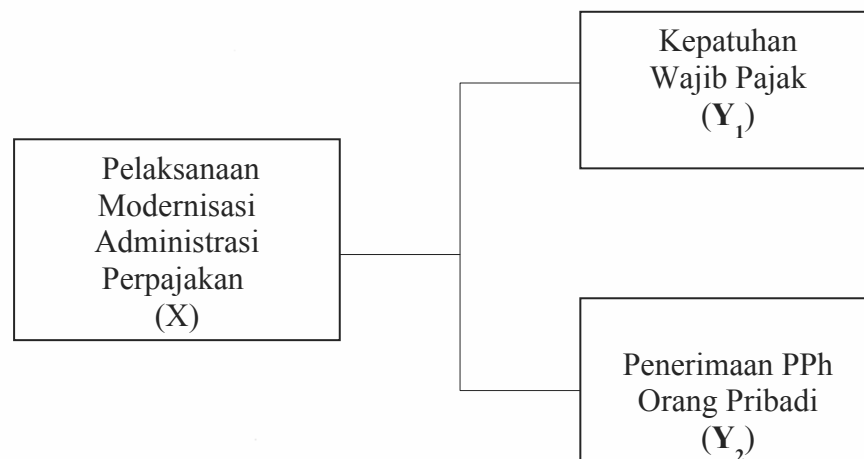 Pelaksanaan
Modernisasi
Administrasi
Perpajakan
(X)
Kepatuhan
Wajib Pajak
(Y₁)
Penerimaan PPh
Orang Pribadi
(Y₂)